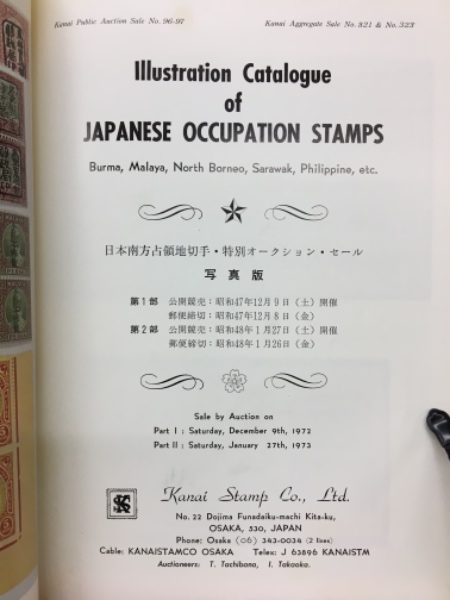 Kanai Public Auction Sale No. 96-97
Kanai Aggregate Sale No. 321 & No. 323
Illustration Catalogue
of
JAPANESE OCCUPATION STAMPS
Burma, Malaya, North Borneo, Sarawak, Philippine, etc.
日本南方占領地切手・特別オークション・セール
写真版
第1部 公開競売：昭和47年12月9日（土）開催
郵便締切：昭和47年12月8日（金）
第2部 公開競売：昭和48年1月27日（土）開催
郵便締切：昭和48年1月26日（金）
Sale by Auction on
Part I : Saturday, December 9th, 1972
Part II : Saturday, January 27th, 1973
Kanai Stamp Co., Ltd.
No. 22 Dojima Funadaiku-machi Kita-ku,
OSAKA, 530, JAPAN
Phone: Osaka (06) 343-0034 (2 lines)
Cable: KANAISTAMCO OSAKA Telex: J 63896 KANAISTM
Auctioneers: T. Tachibana, I. Takaoka.